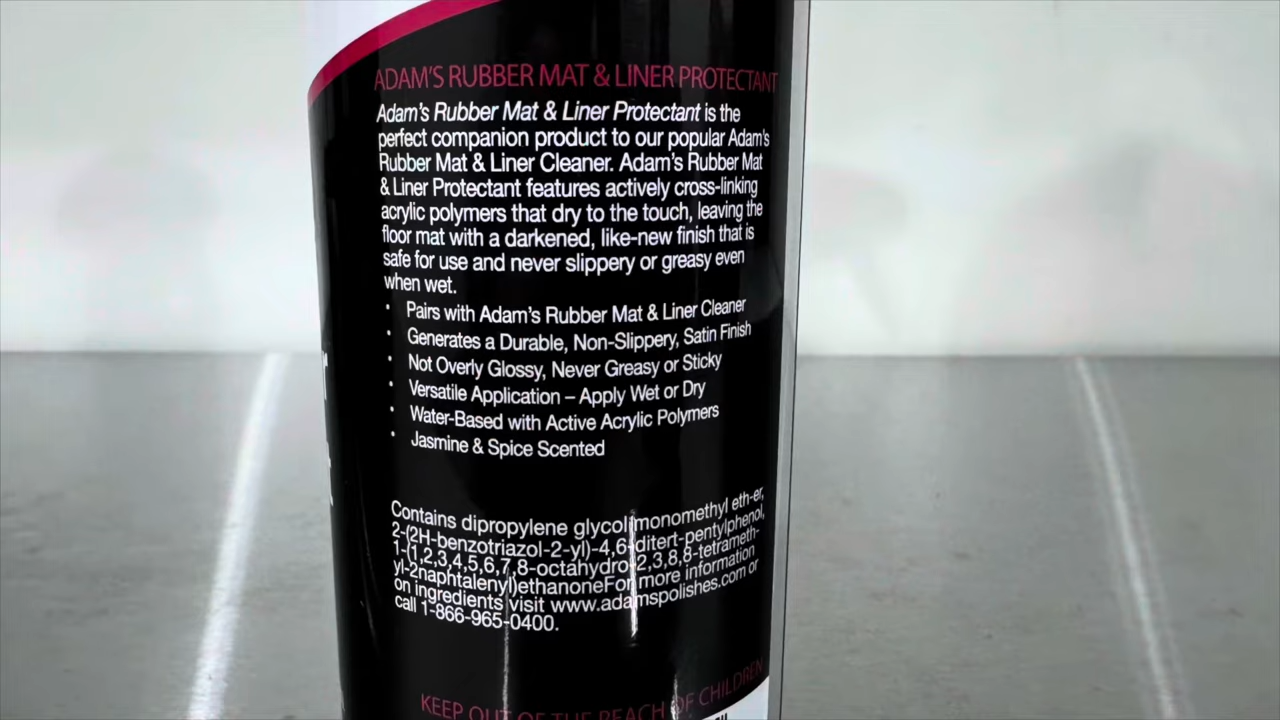 ADAM'S RUBBER MAT & LINER PROTECTANT
Adam's Rubber Mat & Liner Protectant is the
perfect companion product to our popular Adam's
Rubber Mat & Liner Cleaner. Adam's Rubber Mat
& Liner Protectant features actively cross-linking
acrylic polymers that dry to the touch, leaving the
floor mat with a darkened, like-new finish that is
safe for use and never slippery or greasy even
when wet.
• Pairs with Adam's Rubber Mat & Liner Cleaner
• Generates a Durable, Non-Slippery, Satin Finish
• Not Overly Glossy, Never Greasy or Sticky
• Versatile Application – Apply Wet or Dry
• Water-Based with Active Acrylic Polymers
• Jasmine & Spice Scented
Contains dipropylene glycol monomethyl eth-er,
2-(2H-benzotriazol-2-yl)-4,6-ditert-pentylphenol,
1-(1,2,3,4,5,6,7,8-octahydro-2,3,8,8-tetrameth-
yl-2naphtalenyl)ethanoneFor more information
on ingredients visit www.adamspolishes.com or
call 1-866-965-0400.
KEEP OUT OF THE REACH OF CHILDREN